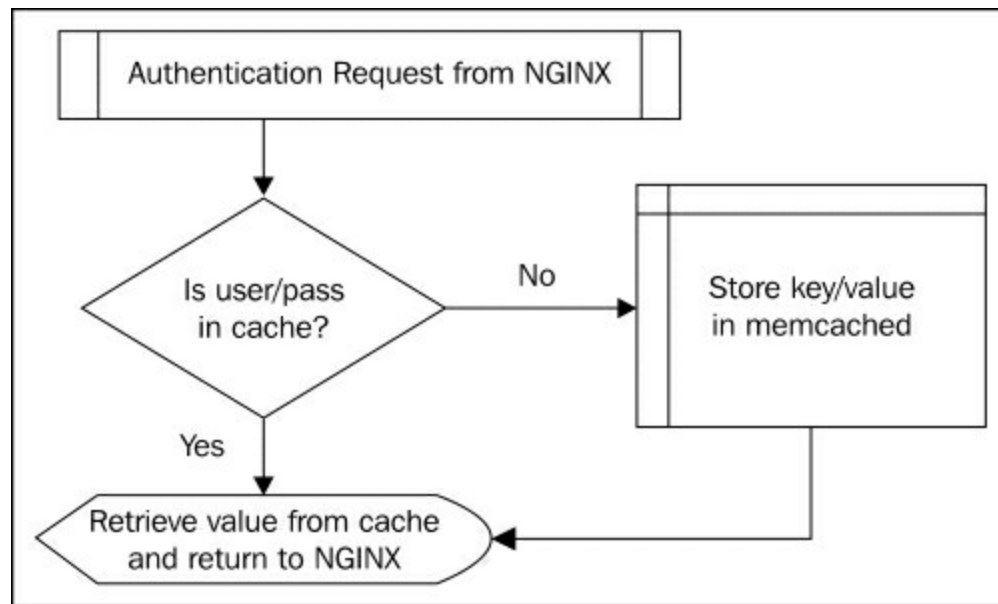 Authentication Request from NGINX
Is user/pass
in cache?
No
Store key/value
in memcached
Yes
Retrieve value from cache
and return to NGINX